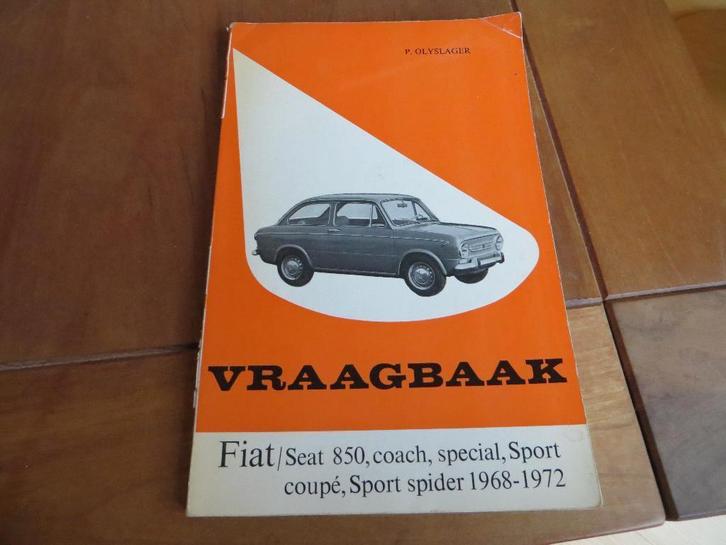 P. OLYSLAGER
VRAAGBAAK
Fiat/Seat 850, coach, special, Sport
coupé, Sport spider 1968-1972